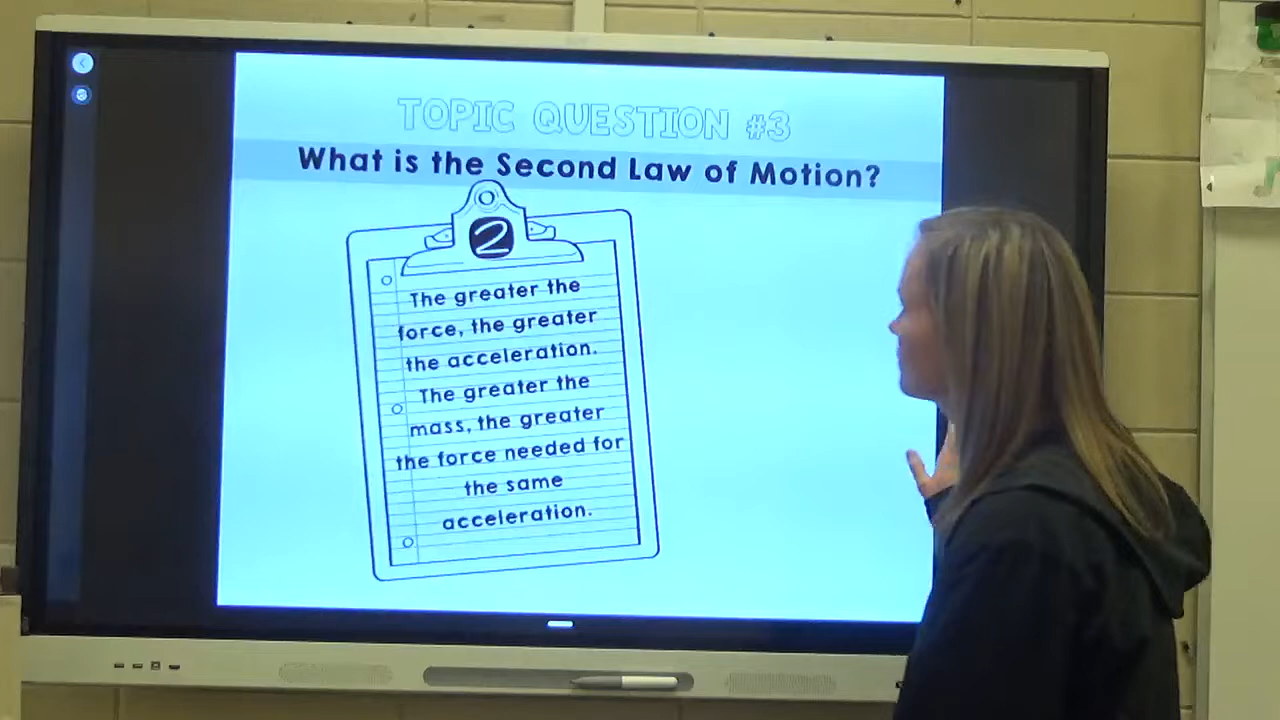 TOPIC QUESTION #3
What is the Second Law of Motion?
2
The greater the
force, the greater
the acceleration.
The greater the
mass, the greater
the force needed for
the same
acceleration.